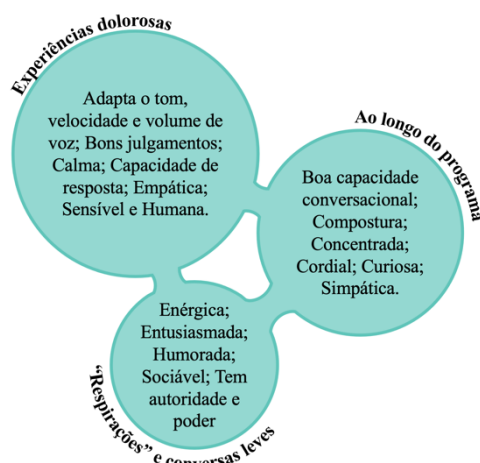 Experiências dolorosas
Adapta o tom,
velocidade e volume de
voz; Bons julgamentos;
Calma; Capacidade de
resposta; Empática;
Sensível e Humana.
Ao longo do programa
Boa capacidade
conversacional;
Compostura;
Concentrada;
Cordial; Curiosa;
Simpática.
Enérgica;
Entusiasmada;
Humorada;
Sociável; Tem
autoridade e
poder
“Respirações” e conversas leves